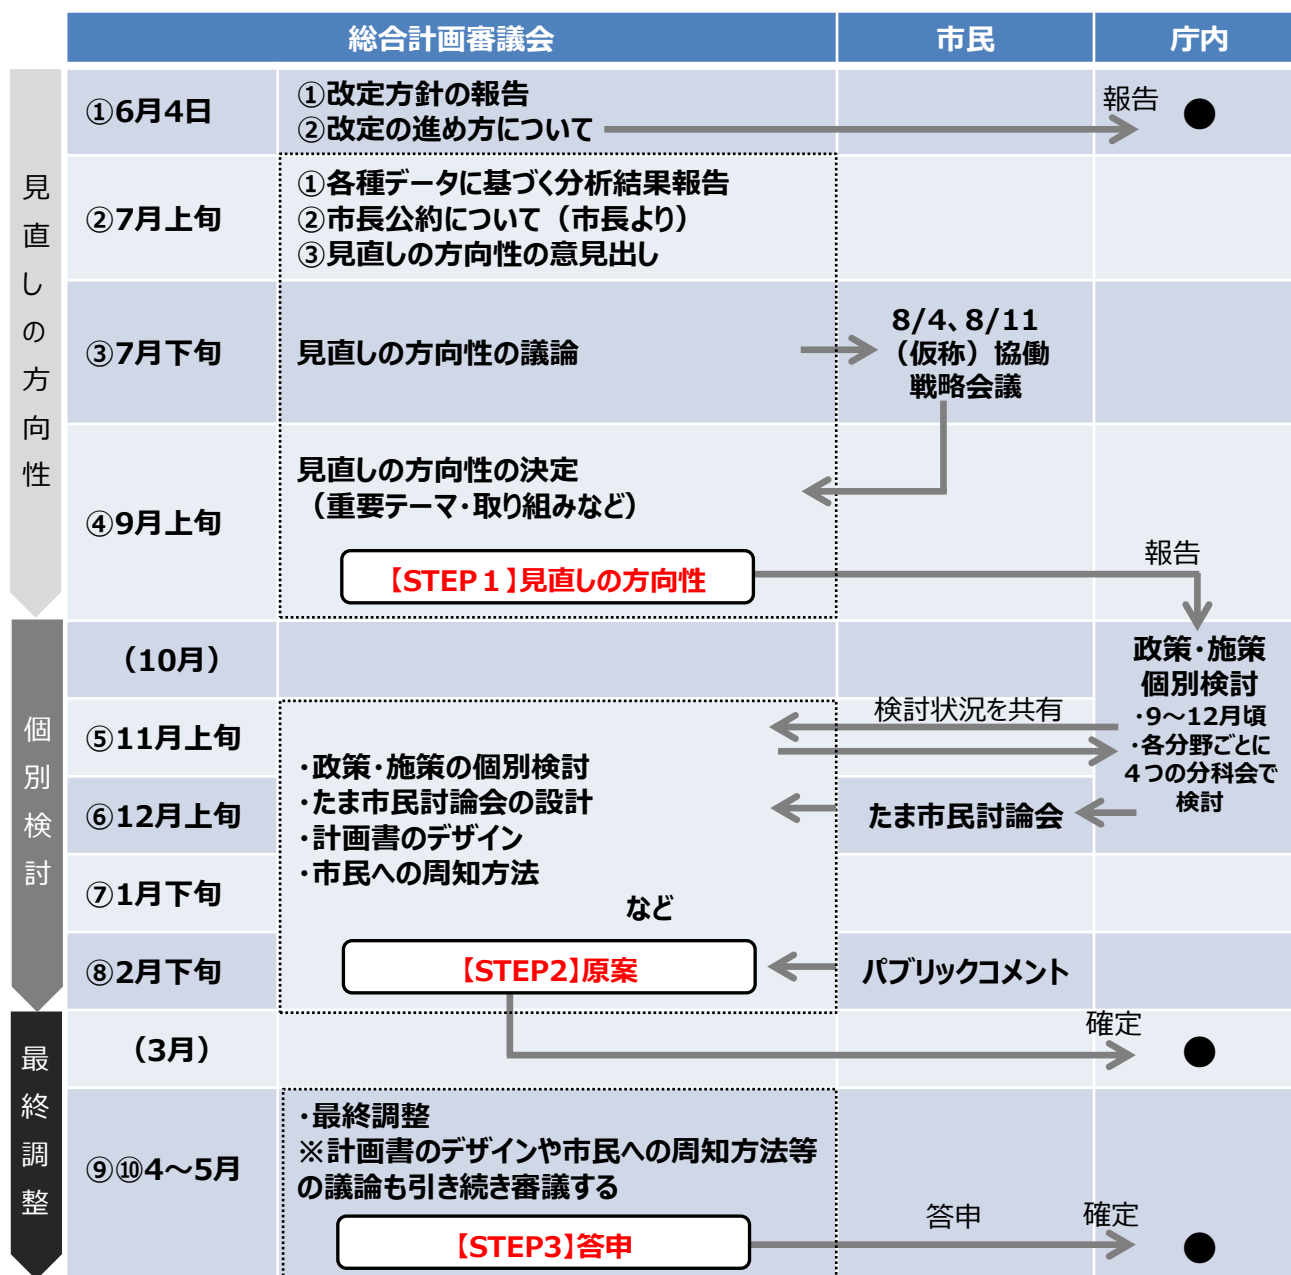 総合計画審議会
市民
庁内
見直しの方向性
①6月4日
①改定方針の報告
②改定の進め方について
報告
●
②7月上旬
①各種データに基づく分析結果報告
②市長公約について（市長より）
③見直しの方向性の意見出し
③7月下旬
見直しの方向性の議論
8/4、8/11
（仮称）協働
戦略会議
④9月上旬
見直しの方向性の決定
（重要テーマ・取り組みなど）
【STEP１】見直しの方向性
報告
個別検討
（10月）
政策・施策
個別検討
・9～12月頃
・各分野ごとに
４つの分科会で
検討
⑤11月上旬
検討状況を共有
・政策・施策の個別検討
・たま市民討論会の設計
・計画書のデザイン
・市民への周知方法
など
⑥12月上旬
たま市民討論会
⑦1月下旬
⑧2月下旬
【STEP2】原案
パブリックコメント
最終調整
（3月）
確定
●
⑨⑩4～5月
・最終調整
※計画書のデザインや市民への周知方法等
の議論も引き続き審議する
【STEP3】答申
答申
確定
●